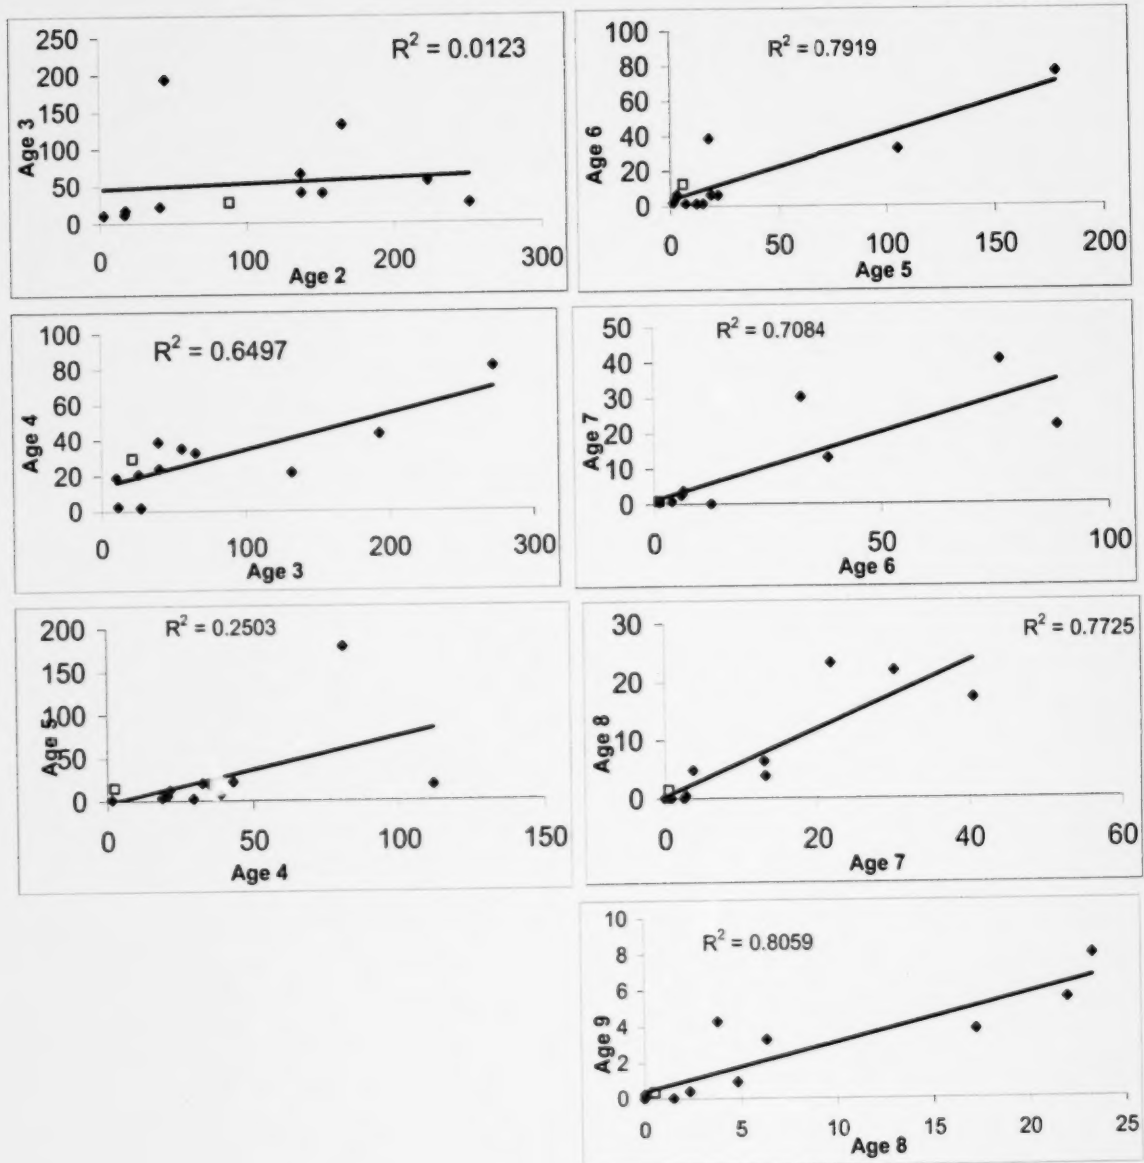 R² = 0.0123
250
200
150
100
50
0
Age 3
0 100 200 300
Age 2
R² = 0.7919
100
80
60
40
20
0
Age 6
0 50 100 150 200
Age 5
R² = 0.6497
100
80
60
40
20
0
Age 4
0 100 200 300
Age 3
R² = 0.7084
50
40
30
20
10
0
Age 7
0 50 100
Age 6
R² = 0.2503
200
150
100
50
0
Age 5
0 50 100 150
Age 4
R² = 0.7725
30
20
10
0
Age 8
0 20 40 60
Age 7
R² = 0.8059
10
8
6
4
2
0
Age 9
0 5 10 15 20 25
Age 8